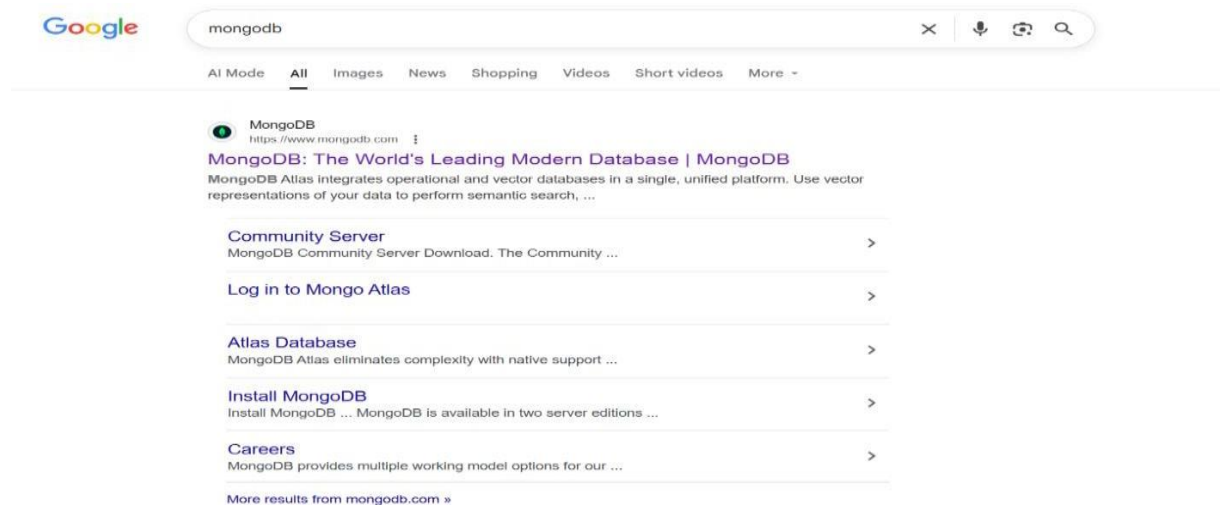 Google
mongodb
AI Mode All Images News Shopping Videos Short videos More
MongoDB
https://www.mongodb.com
MongoDB: The World's Leading Modern Database | MongoDB
MongoDB Atlas integrates operational and vector databases in a single, unified platform. Use vector
representations of your data to perform semantic search, ...
Community Server
MongoDB Community Server Download. The Community ...
Log in to Mongo Atlas
Atlas Database
MongoDB Atlas eliminates complexity with native support ...
Install MongoDB
Install MongoDB ... MongoDB is available in two server editions ...
Careers
MongoDB provides multiple working model options for our ...
More results from mongodb.com »